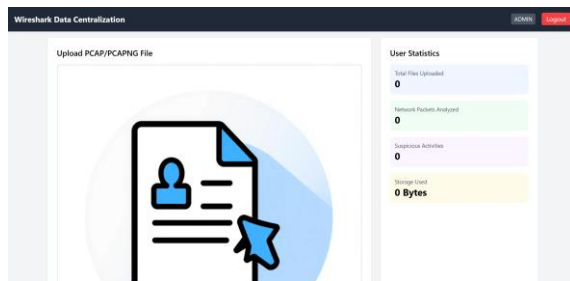 Wireshark Data Centralization
ADMIN
Logout
Upload PCAP/PCAPNG File
User Statistics
Total Files Uploaded
0
Network Packets Analyzed
0
Suspicious Activities
0
Storage Used
0 Bytes